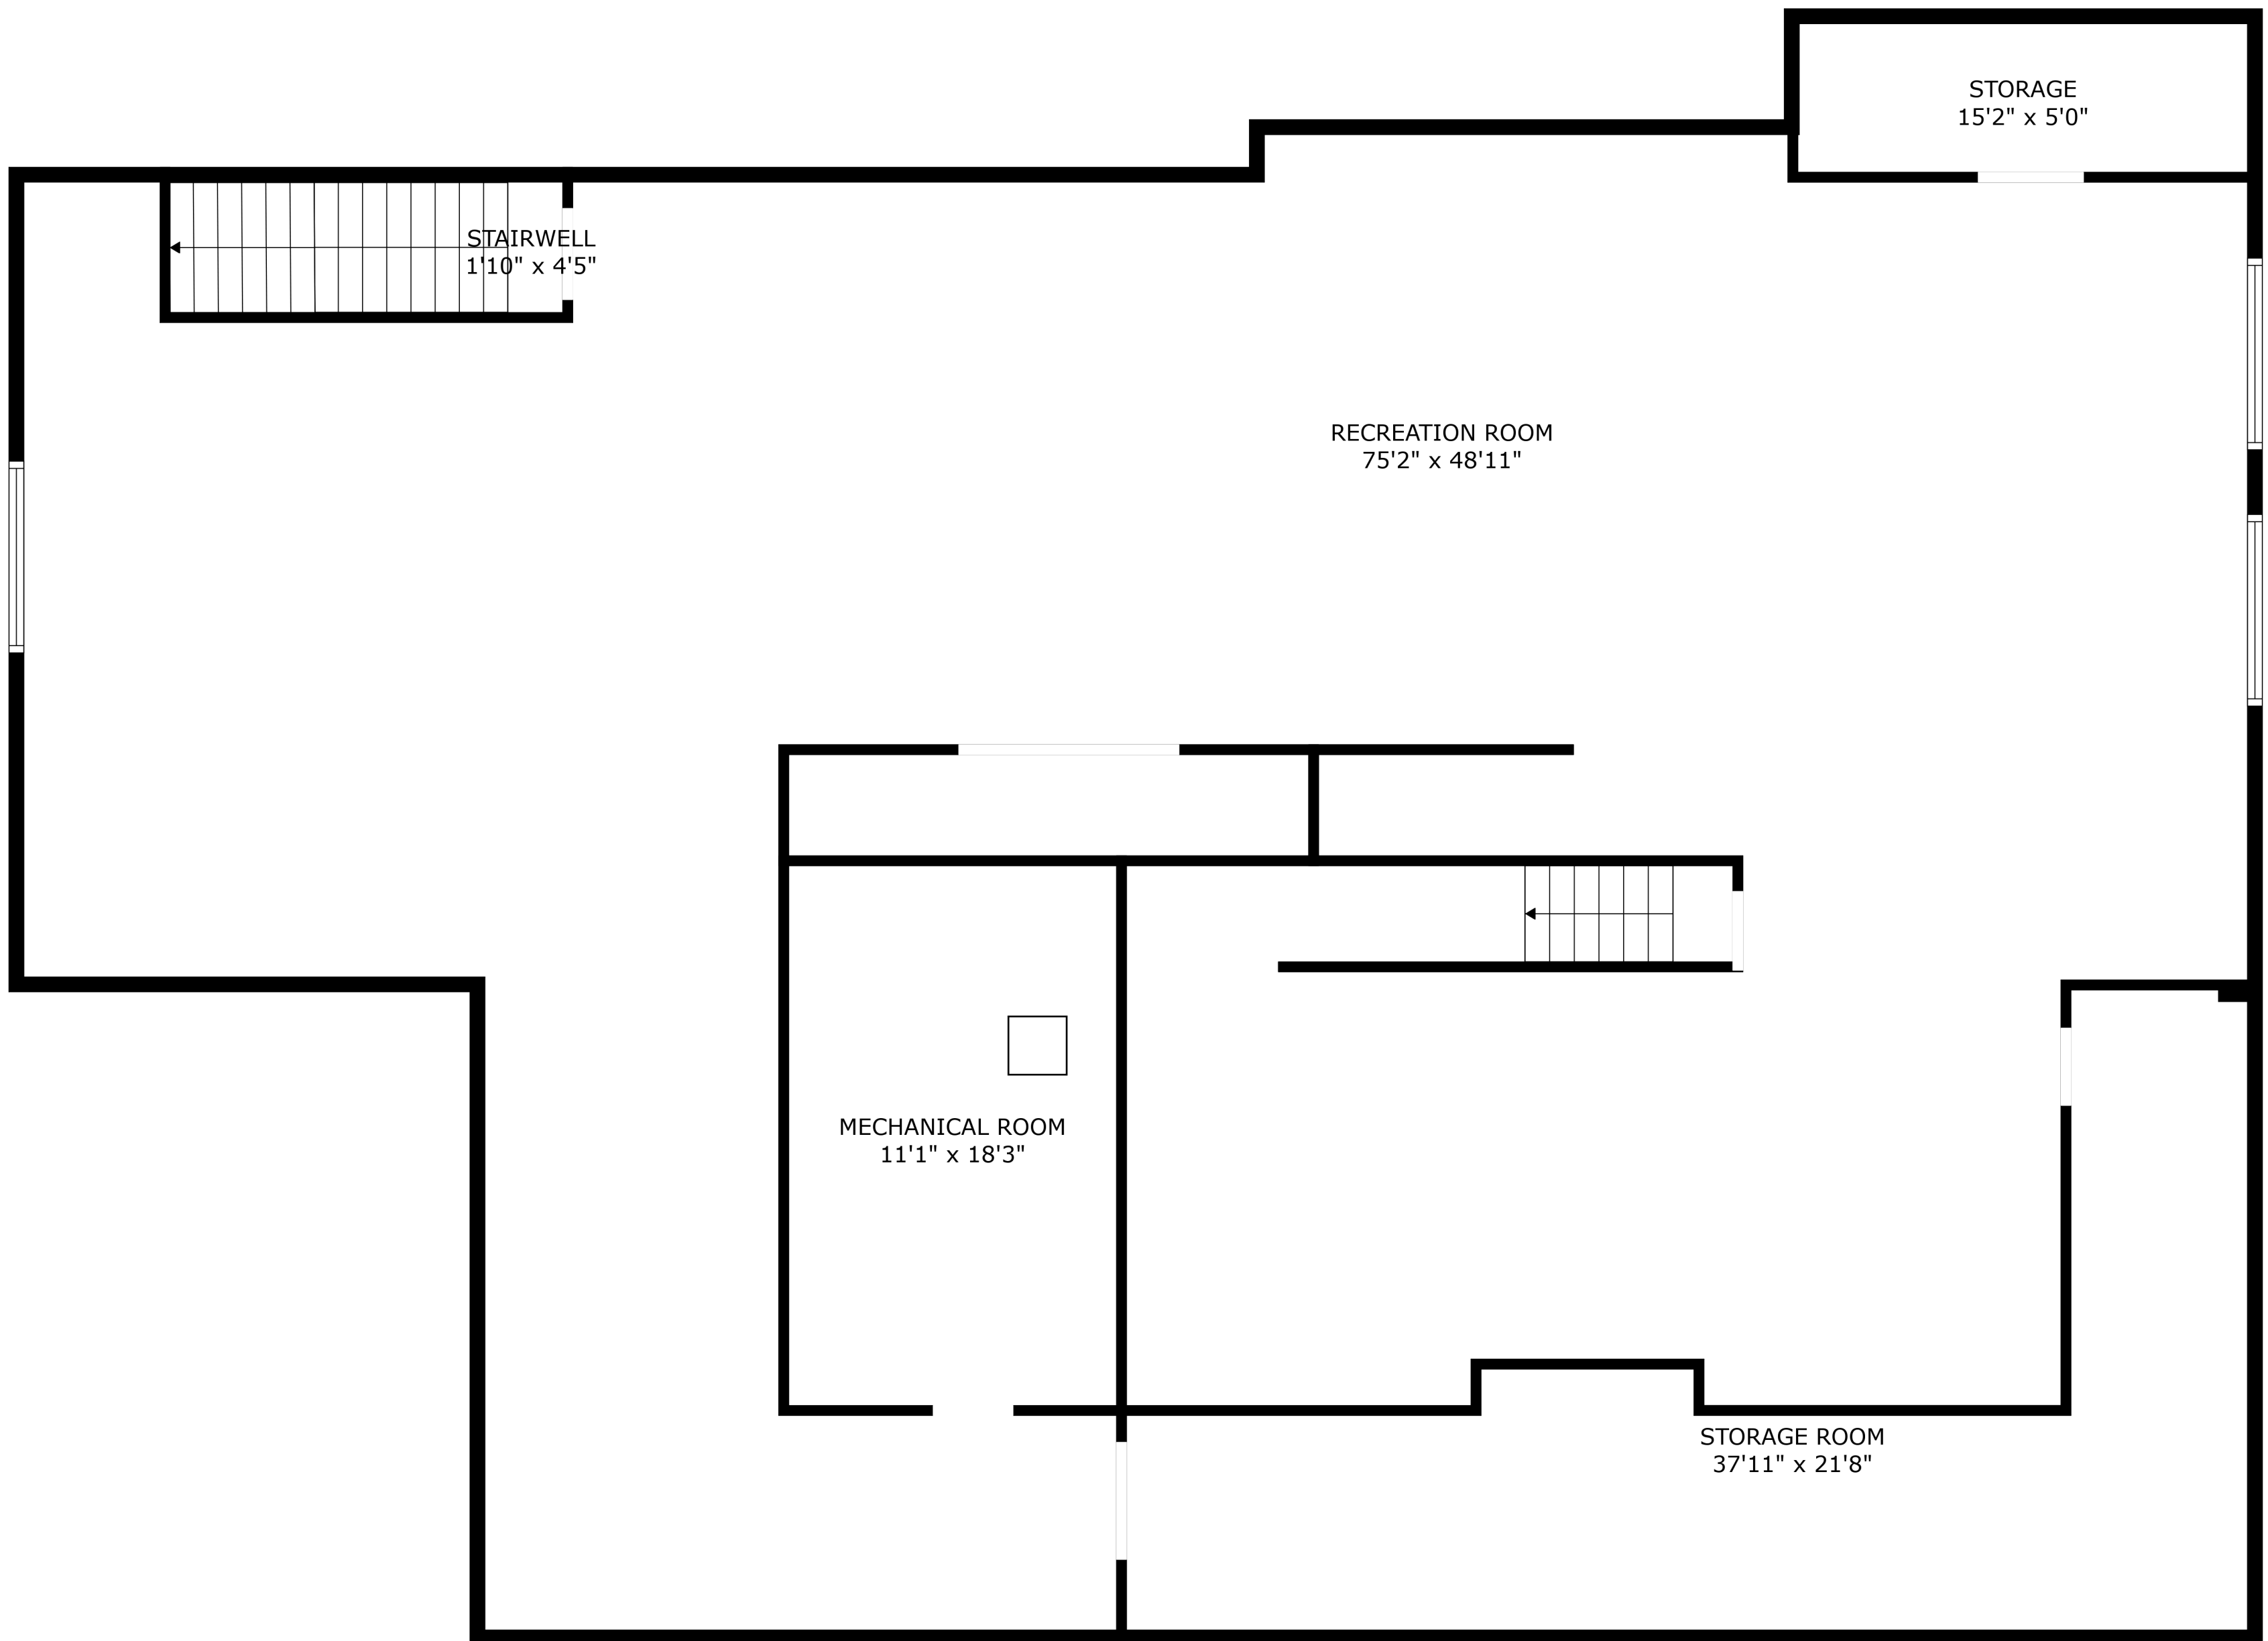 STORAGE
15'2" x 5'0"
STAIRWELL
1'10" x 4'5"
RECREATION ROOM
75'2" x 48'11"
MECHANICAL ROOM
11'1" x 18'3"
STORAGE ROOM
37'11" x 21'8"